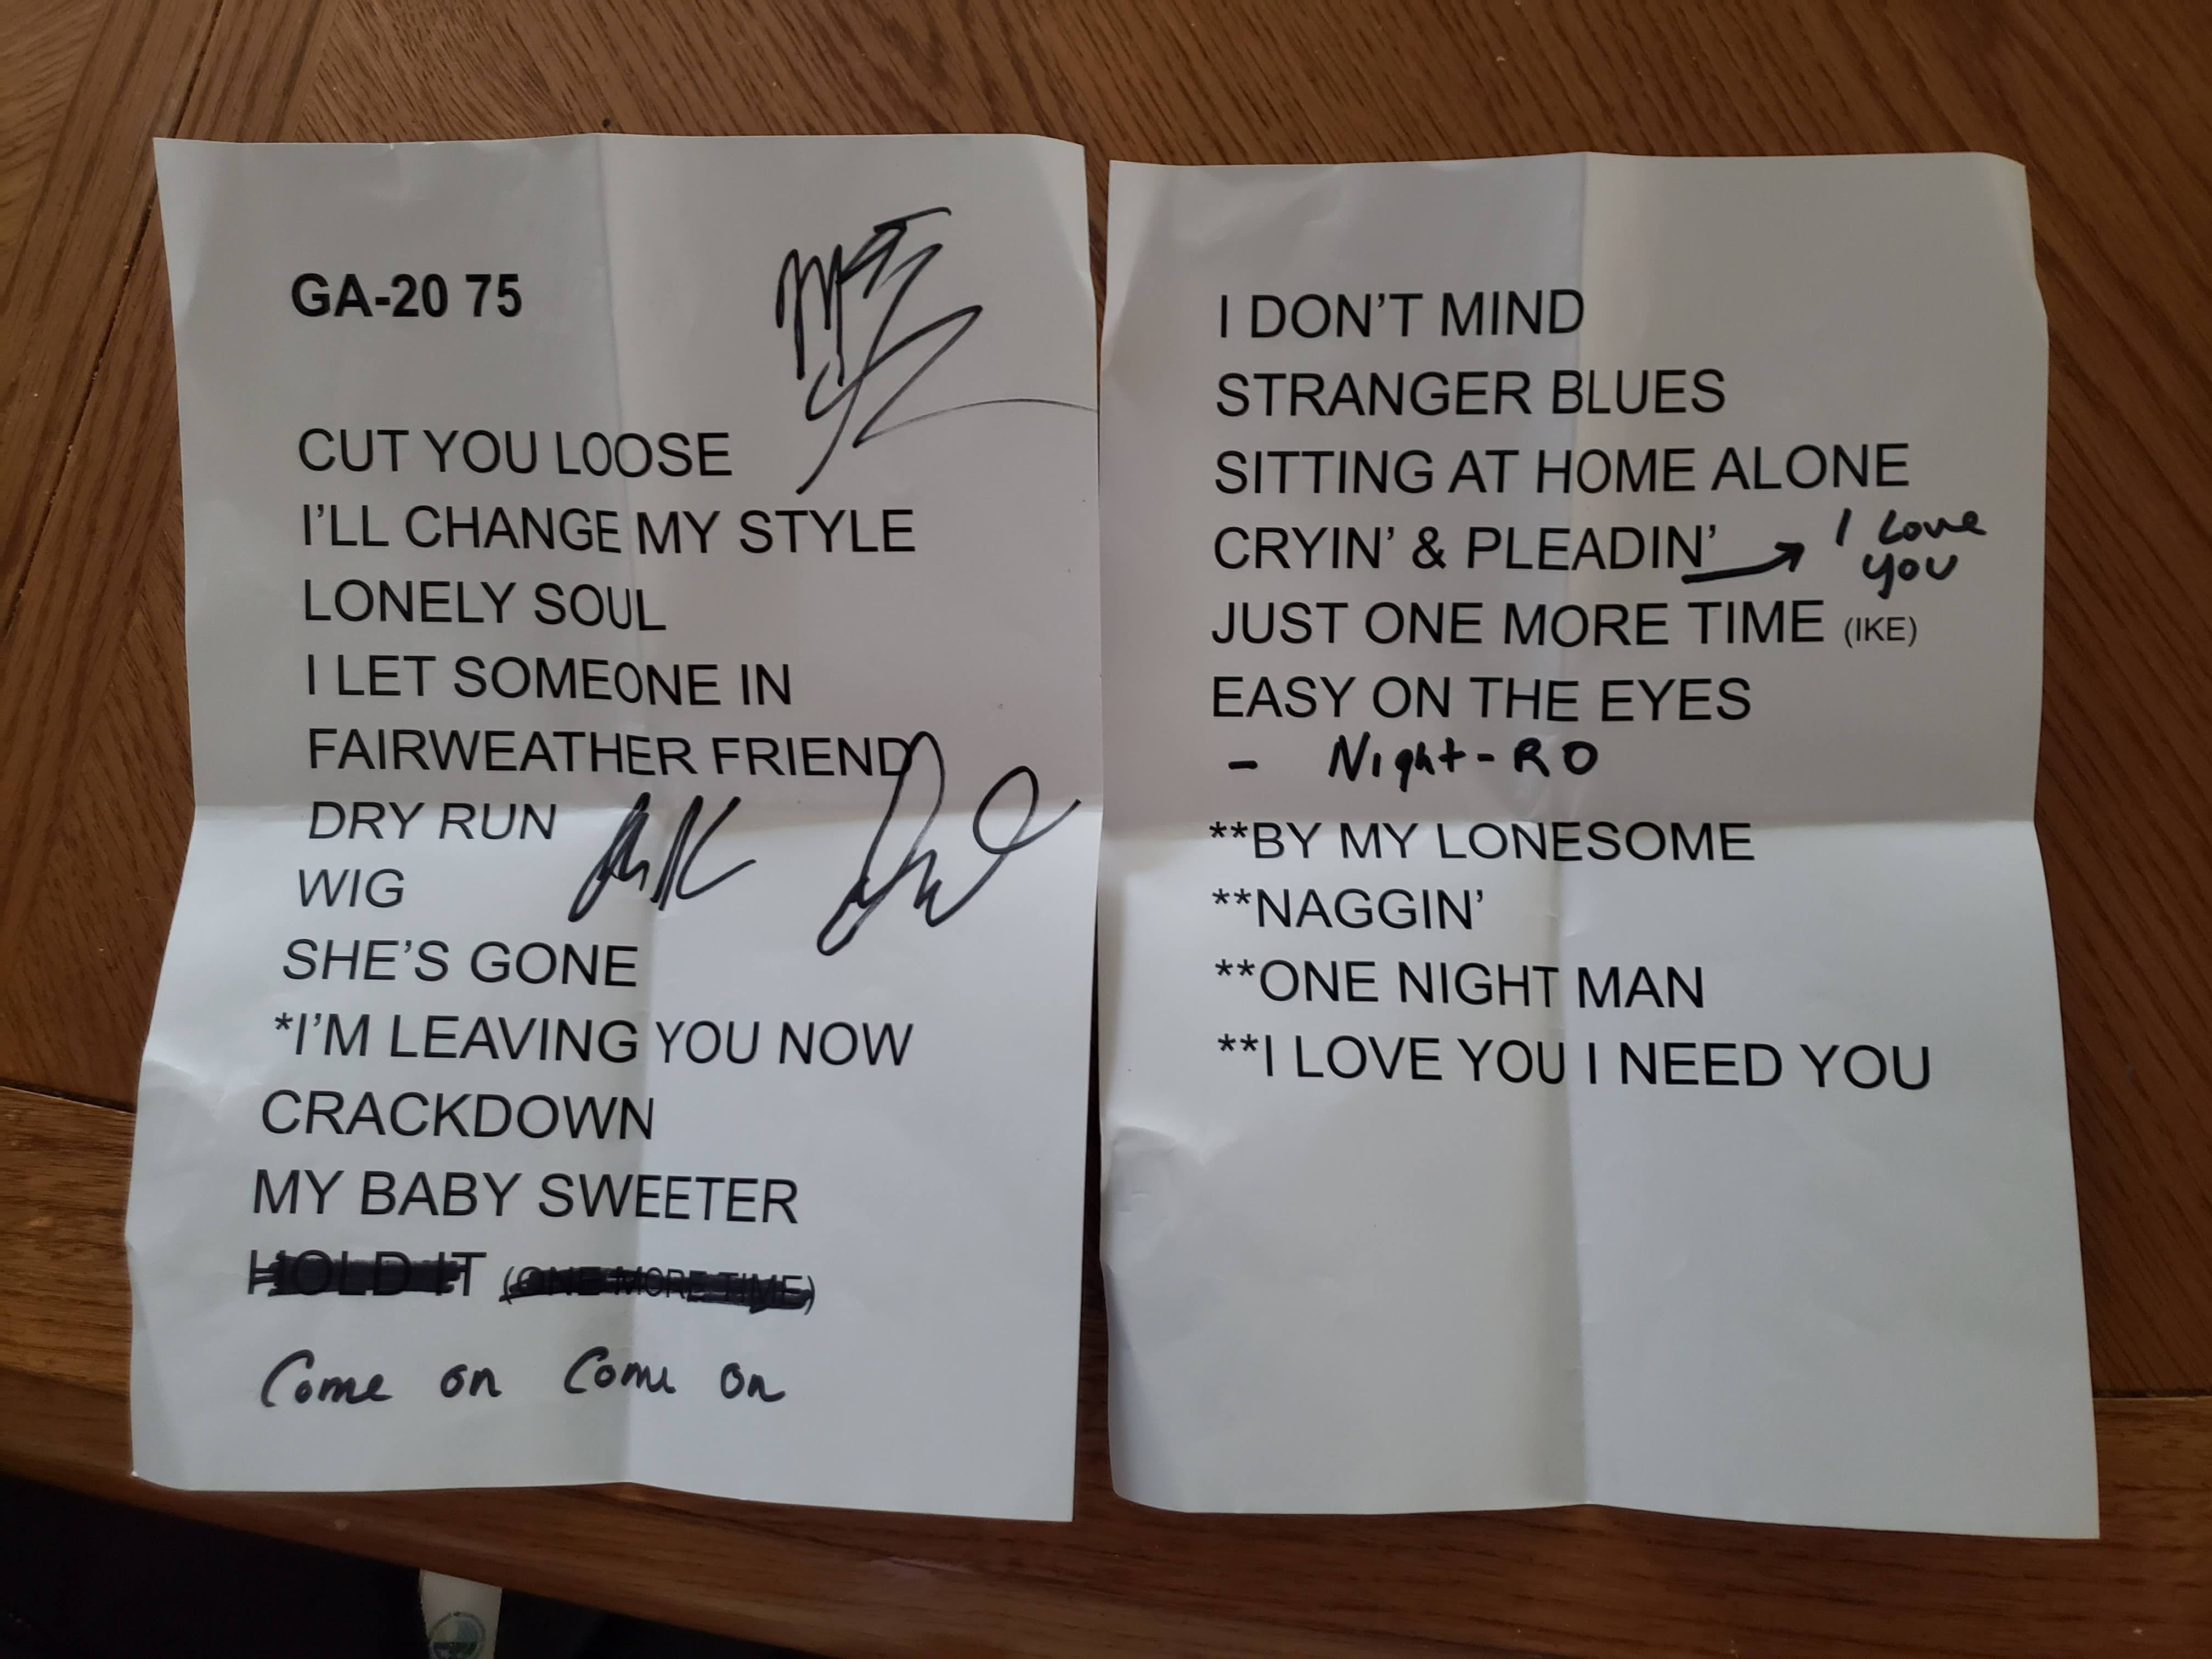 GA-20 75
CUT YOU LOOSE
I'LL CHANGE MY STYLE
LONELY SOUL
I LET SOMEONE IN
FAIRWEATHER FRIEND
DRY RUN
WIG
SHE'S GONE
*I'M LEAVING YOU NOW
CRACKDOWN
MY BABY SWEETER
HOLD IT (ONE MORE TIME)
Come on Come on
I DON'T MIND
STRANGER BLUES
SITTING AT HOME ALONE
CRYIN' & PLEADIN' → I Love
you
JUST ONE MORE TIME (IKE)
EASY ON THE EYES
- Night-RO
**BY MY LONESOME
**NAGGIN'
**ONE NIGHT MAN
**I LOVE YOU I NEED YOU